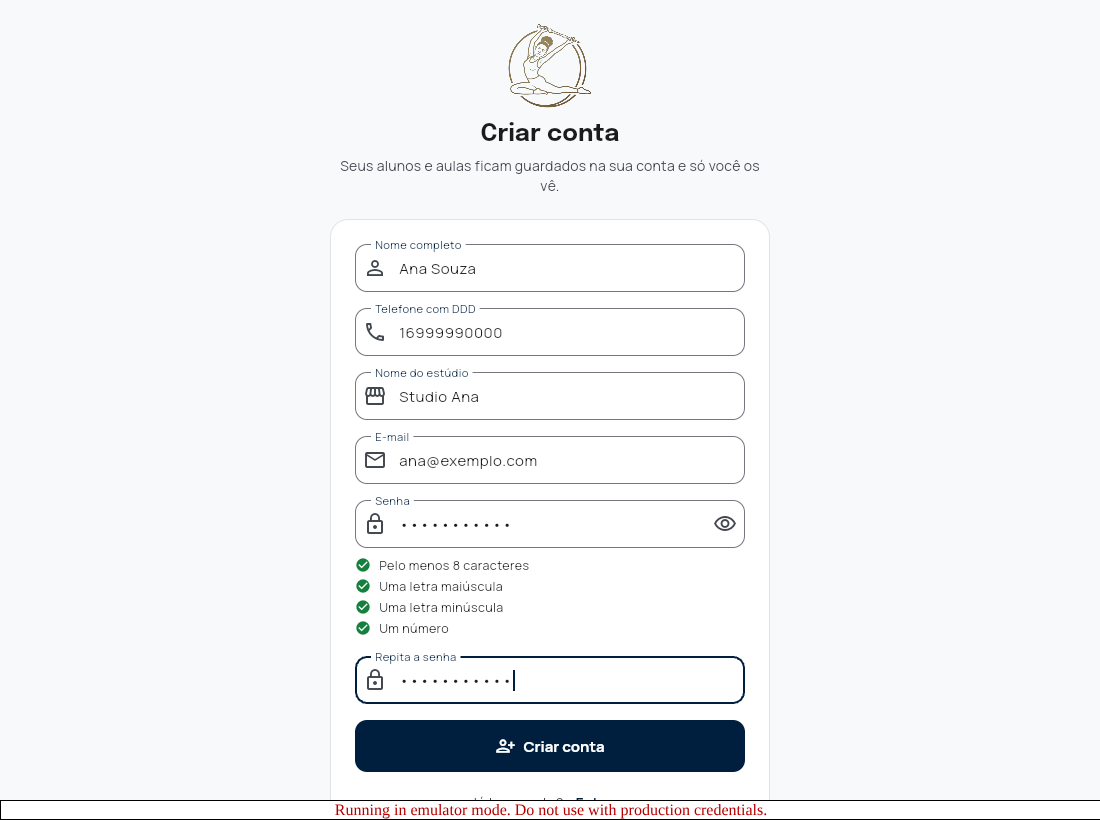 Criar conta
Seus alunos e aulas ficam guardados na sua conta e só você os
vê.
Nome completo
Ana Souza
Telefone com DDD
16999990000
Nome do estúdio
Studio Ana
E-mail
ana@exemplo.com
Senha
•••••••••••
Pelo menos 8 caracteres
Uma letra maiúscula
Uma letra minúscula
Um número
Repita a senha
•••••••••••
Criar conta
Running in emulator mode. Do not use with production credentials.